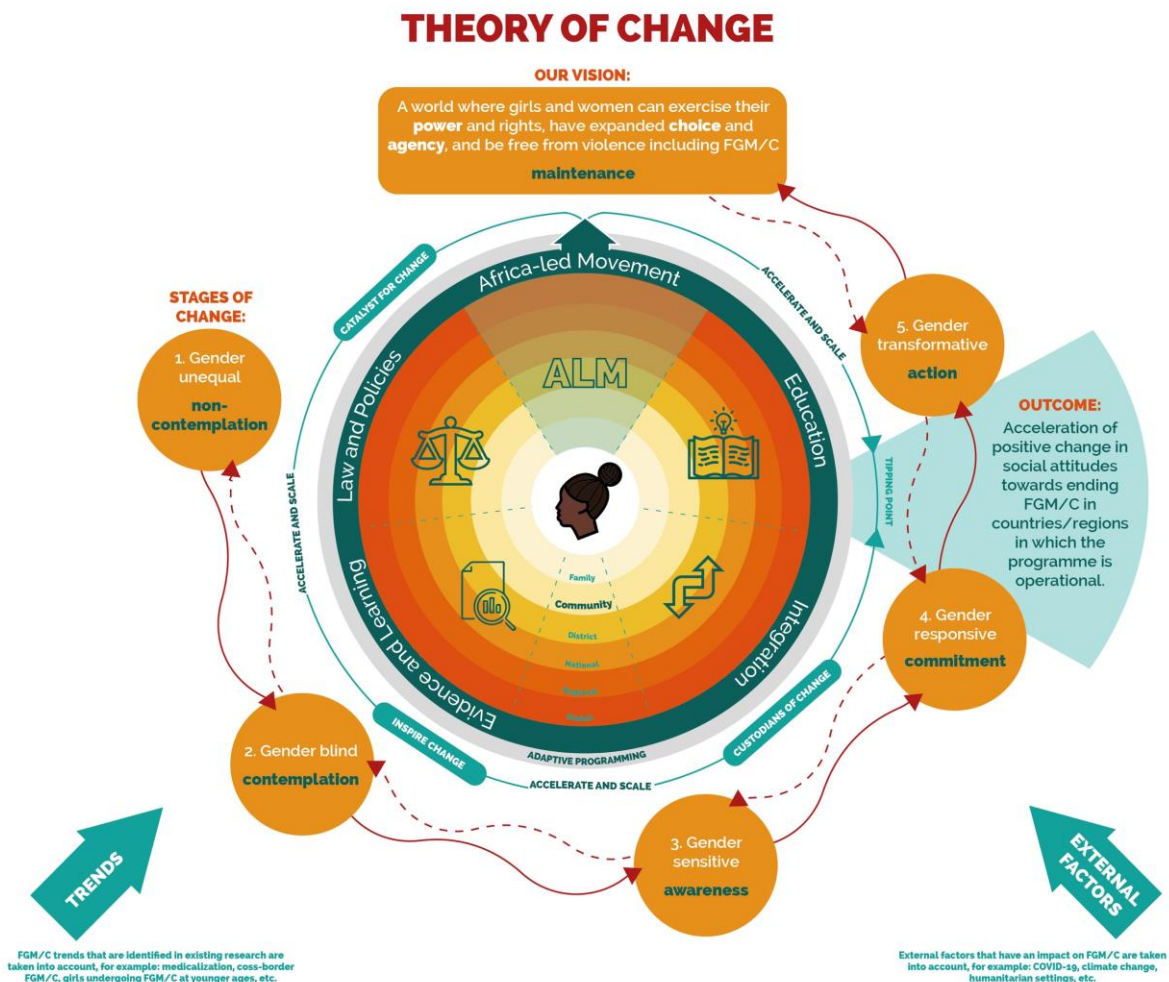 THEORY OF CHANGE
OUR VISION:
A world where girls and women can exercise their
power and rights, have expanded choice and
agency, and be free from violence including FGM/C
maintenance
STAGES OF
CHANGE:
1. Gender
unequal
non-
contemplation
2. Gender blind
contemplation
3. Gender
sensitive
awareness
4. Gender
responsive
commitment
5. Gender
transformative
action
OUTCOME:
Acceleration of
positive change in
social attitudes
towards ending
FGM/C in
countries/regions
in which the
programme is
operational.
CATALYST FOR CHANGE
ACCELERATE AND SCALE
TIPPING POINT
CUSTODIANS OF CHANGE
ACCELERATE AND SCALE
INSPIRE CHANGE
ACCELERATE AND SCALE
ADAPTIVE PROGRAMMING
Africa-led Movement
Education
Integration
Evidence and Learning
Law and Policies
ALM
Family
Community
District
National
Regional
Global
TRENDS
FGM/C trends that are identified in existing research are
taken into account, for example: medicalization, coss-border
FGM/C, girls undergoing FGM/C at younger ages, etc.
EXTERNAL
FACTORS
External factors that have an impact on FGM/C are taken
into account, for example: COVID-19, climate change,
humanitarian settings, etc.